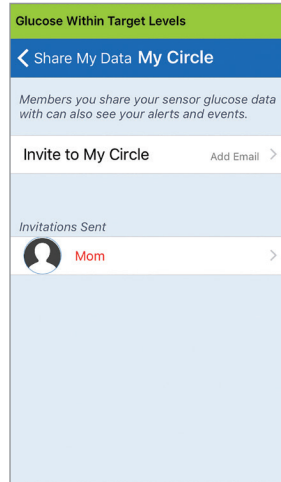 Glucose Within Target Levels
Share My Data My Circle
Members you share your sensor glucose data
with can also see your alerts and events.
Invite to My Circle Add Email
Invitations Sent
Mom